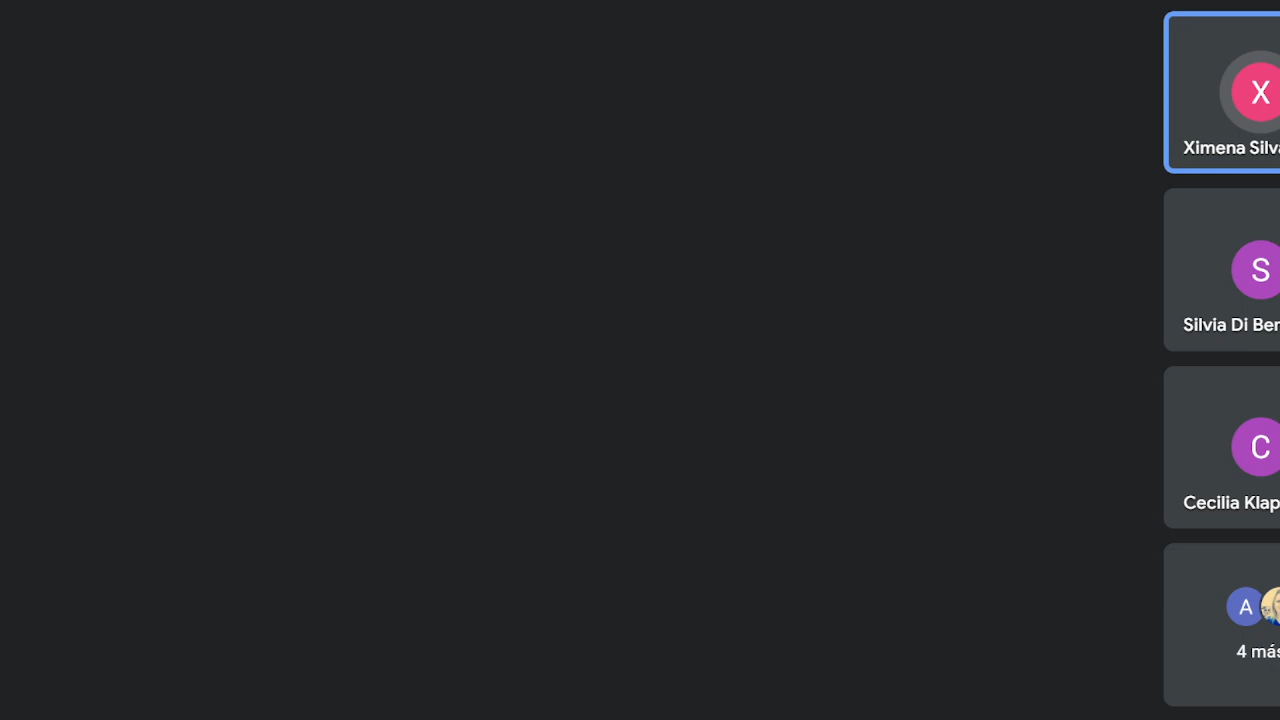 X
Ximena Silva
S
Silvia Di Ber
C
Cecilia Klap
A
4 más